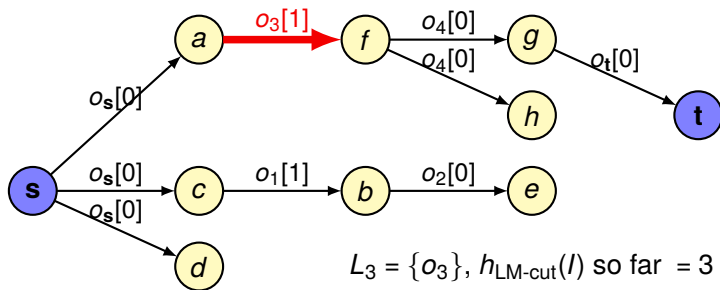 a o₃[1] f o₄[0] g
oₛ[0] o₄[0] oₜ[0]
h t
s oₛ[0] c o₁[1] b o₂[0] e
oₛ[0]
d
L₃ = {o₃}, h_LM-cut(I) so far = 3